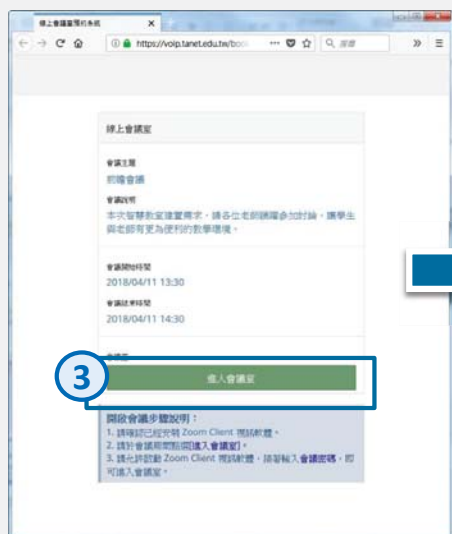 線上會議室預約系統
https://voip.tanet.edu.tw/boo
搜尋
線上會議室
會議主題
前瞻會議
會議說明
本次智慧教室建置需求,請各位老師踴躍參加討論,讓學生
與老師有更為便利的教學環境。
會議開始時間
2018/04/11 13:30
會議結束時間
2018/04/11 14:30
會議室
3
進入會議室
開啟會議步驟說明:
1. 請確認已經安裝 Zoom Client 視訊軟體。
2. 請於會議期間點選[進入會議室]。
3. 請允許啟動 Zoom Client 視訊軟體,接著輸入會議密碼,即
可進入會議室。